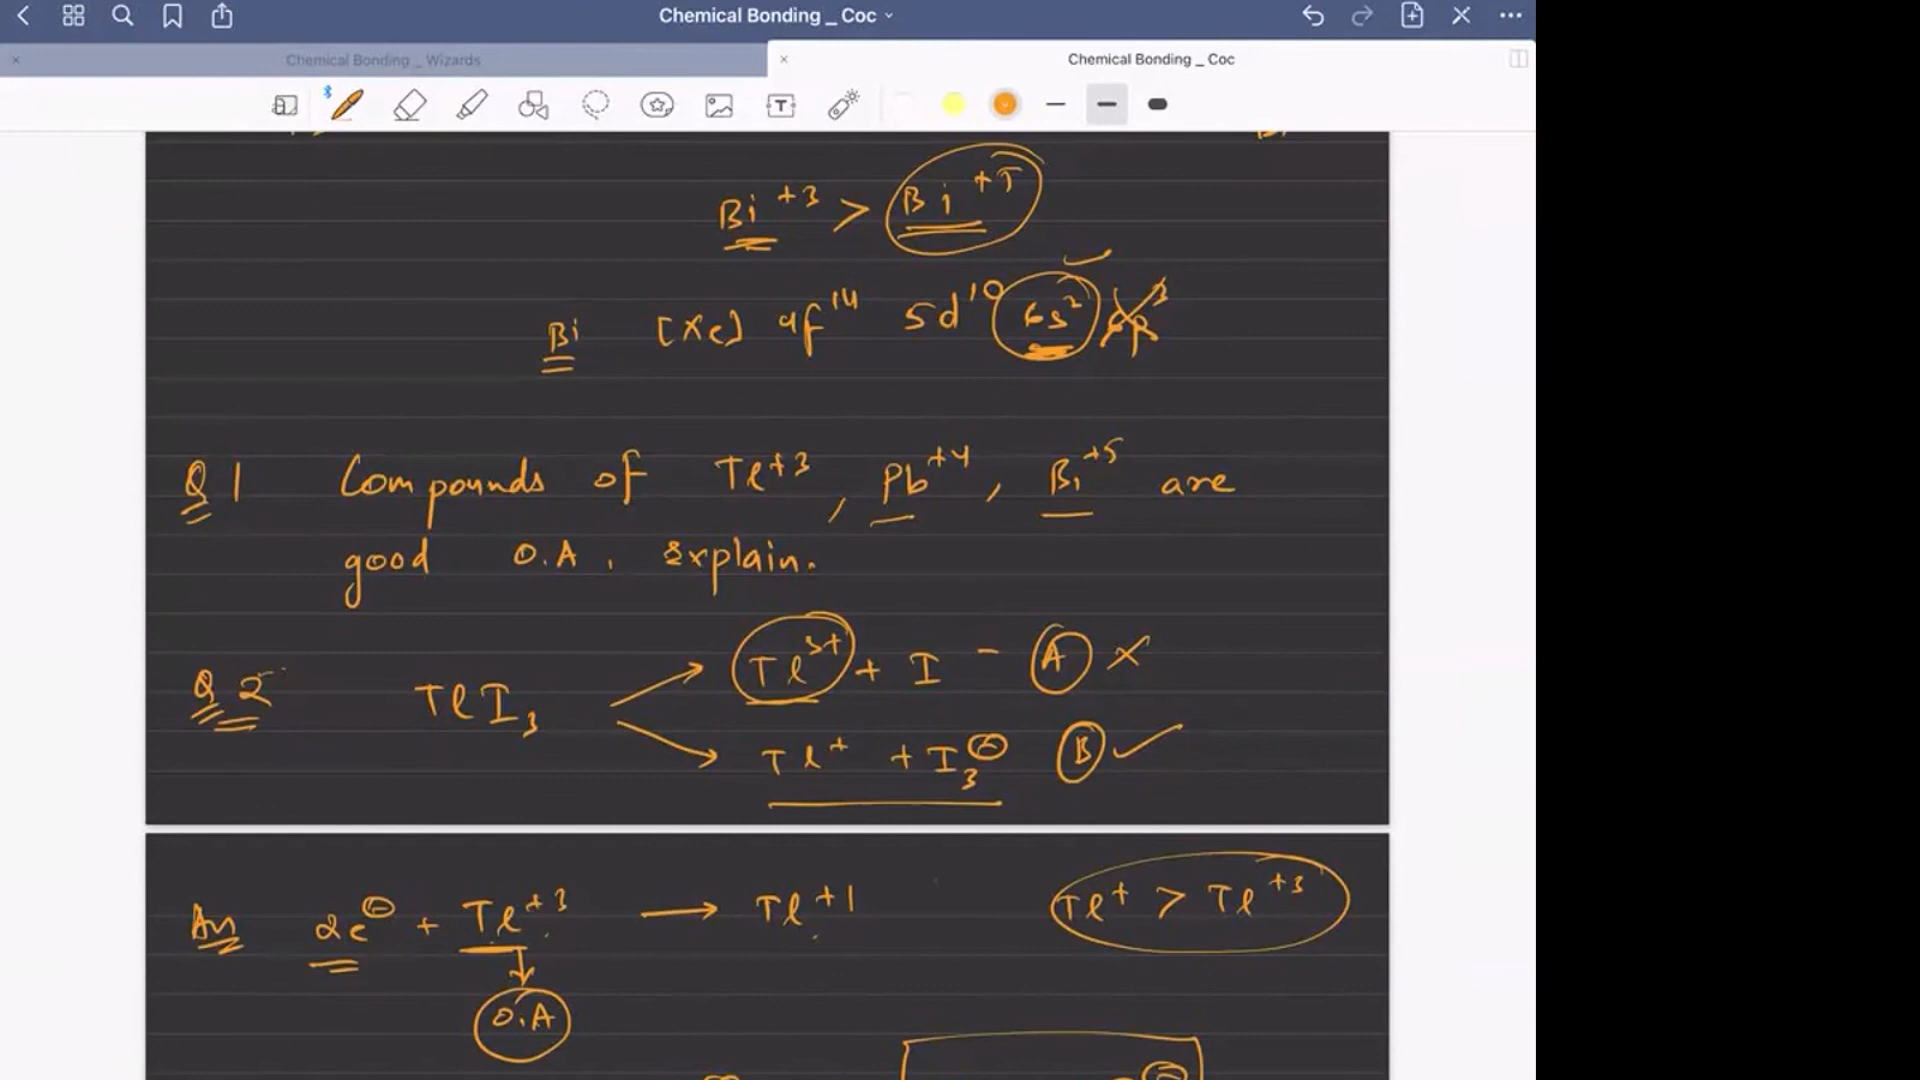 Chemical Bonding _ Coc
Chemical Bonding _ Wizards
Chemical Bonding _ Coc
Bi +3 > Bi +5
Bi [Xe] 4f14 5d10 6s2 6p3
Q1 Compounds of Tl+3, Pb+4, Bi+5 are
good O.A. Explain.
Q2 TlI3
Tl3+ + I- A ×
Tl+ + I3⊖ B ✓
An 2e⊖ + Tl+3 → Tl+1 Tl+ > Tl+3
O.A